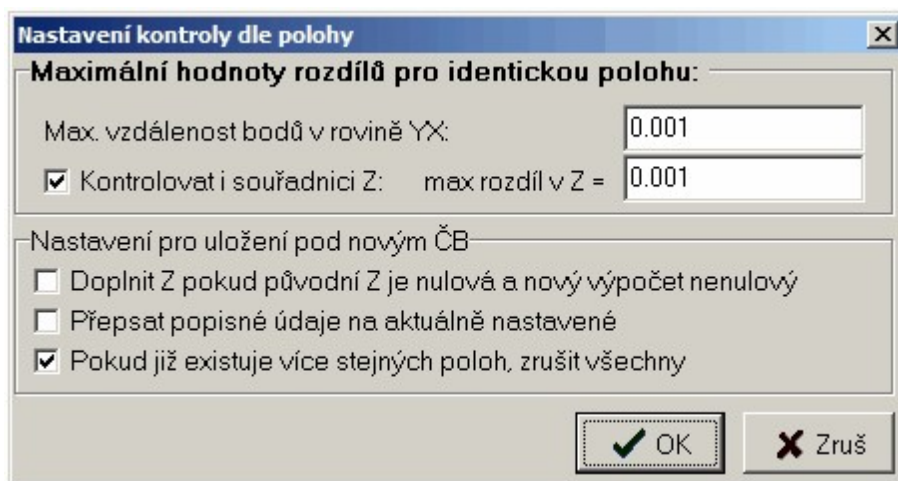 Nastavení kontroly dle polohy
Maximální hodnoty rozdílů pro identickou polohu:
Max. vzdálenost bodů v rovině YX: 0.001
Kontrolovat i souřadnici Z: max rozdíl v Z = 0.001
Nastavení pro uložení pod novým ČB
Doplnit Z pokud původní Z je nulová a nový výpočet nenulový
Přepsat popisné údaje na aktuálně nastavené
Pokud již existuje více stejných poloh, zrušit všechny
OK Zruš